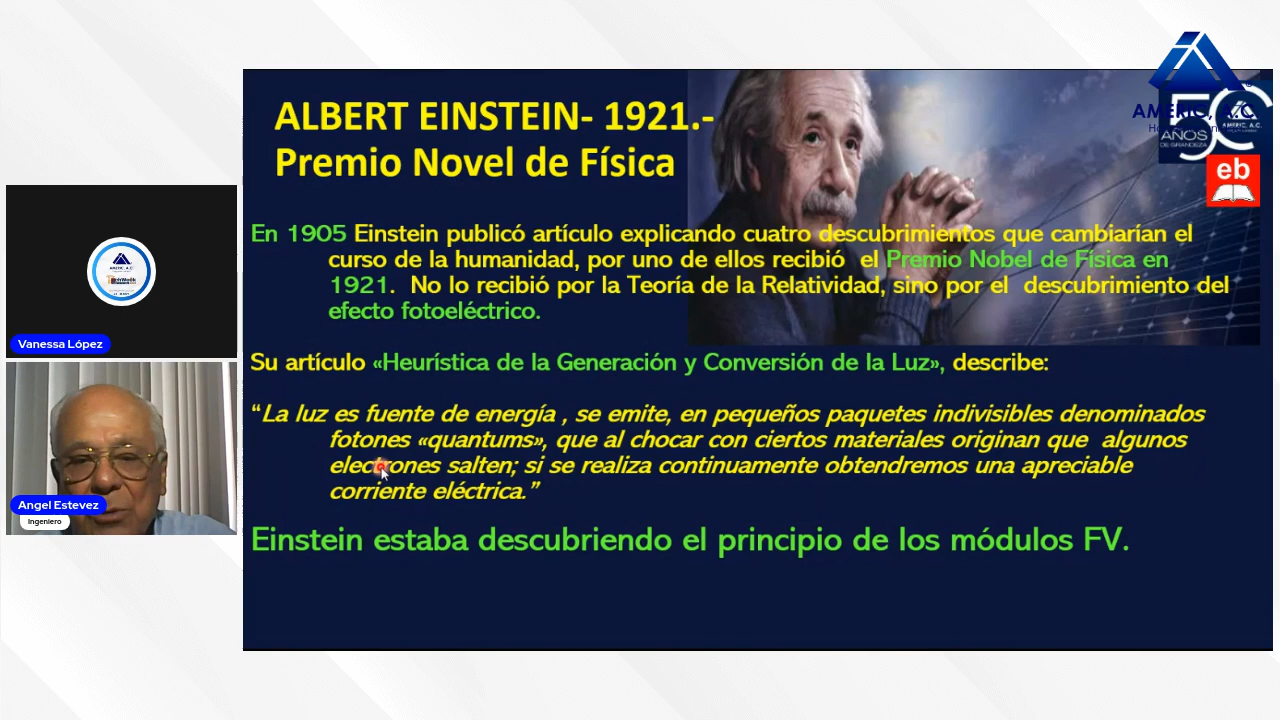 ALBERT EINSTEIN- 1921.-
Premio Novel de Física
AMERIC, A.C.
50
AÑOS
DE GRANDEZA
AMERIC, A.C.
eb
En 1905 Einstein publicó artículo explicando cuatro descubrimientos que cambiarían el
curso de la humanidad, por uno de ellos recibió el Premio Nobel de Física en
1921. No lo recibió por la Teoría de la Relatividad, sino por el descubrimiento del
efecto fotoeléctrico.
Su artículo «Heurística de la Generación y Conversión de la Luz», describe:
“La luz es fuente de energía , se emite, en pequeños paquetes indivisibles denominados
fotones «quantums», que al chocar con ciertos materiales originan que algunos
electrones salten; si se realiza continuamente obtendremos una apreciable
corriente eléctrica.”
Einstein estaba descubriendo el principio de los módulos FV.
AMERIC, A.C.
Vanessa López
Angel Estevez
Ingeniero